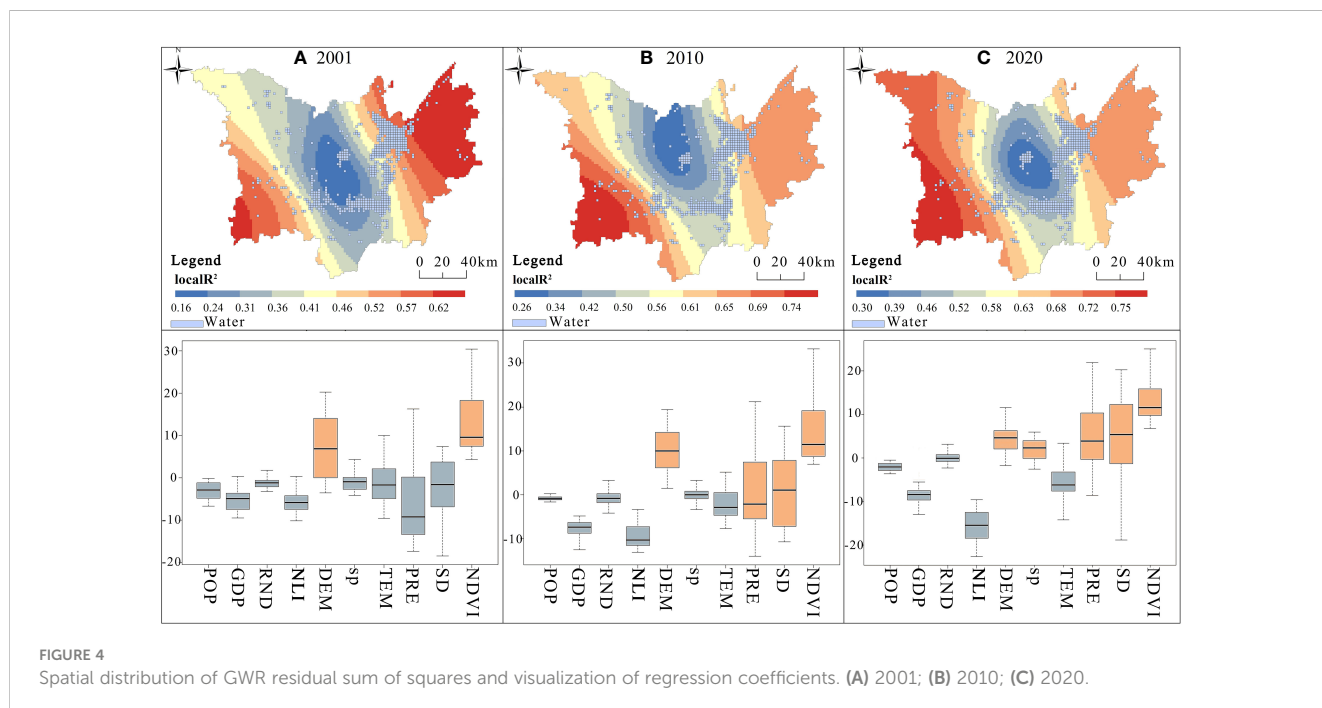 A 2001
N
Legend
localR²
0 20 40km
0.16 0.24 0.31 0.36 0.41 0.46 0.52 0.57 0.62
Water
B 2010
N
Legend
localR²
0 20 40km
0.26 0.34 0.42 0.50 0.56 0.61 0.65 0.69 0.74
Water
C 2020
N
Legend
localR²
0 20 40km
0.30 0.39 0.46 0.52 0.58 0.63 0.68 0.72 0.75
Water
30
20
10
0
-10
-20
POP GDP RND NLI DEM sp TEM PRE SD NDVI
30
20
10
0
-10
POP GDP RND NLI DEM sp TEM PRE SD NDVI
20
10
0
-10
-20
POP GDP RND NLI DEM sp TEM PRE SD NDVI
FIGURE 4
Spatial distribution of GWR residual sum of squares and visualization of regression coefficients. (A) 2001; (B) 2010; (C) 2020.